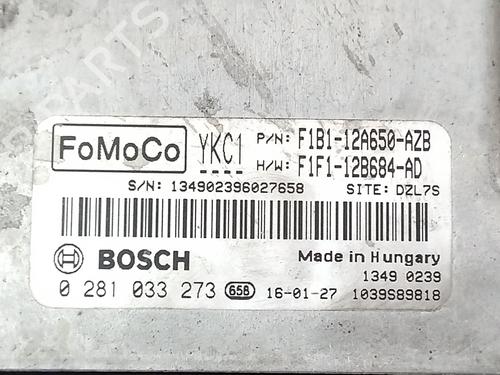 FoMoCo YKC1 P/N: F1B1-12A650-AZB
H/W: F1F1-12B684-AD
S/N: 134902396027658 SITE: DZL7S
BOSCH Made in Hungary
1349 0239
0 281 033 273 658 16-01-27 1039S89818